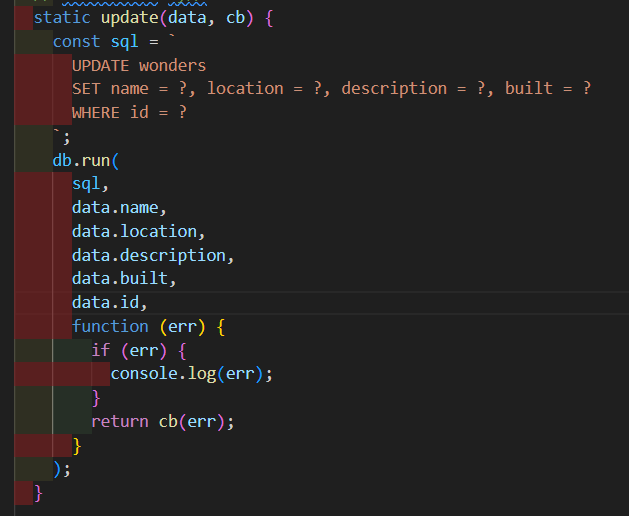 static update(data, cb) {
const sql = `
UPDATE wonders
SET name = ?, location = ?, description = ?, built = ?
WHERE id = ?
`;
db.run(
sql,
data.name,
data.location,
data.description,
data.built,
data.id,
function (err) {
if (err) {
console.log(err);
}
return cb(err);
}
);
}